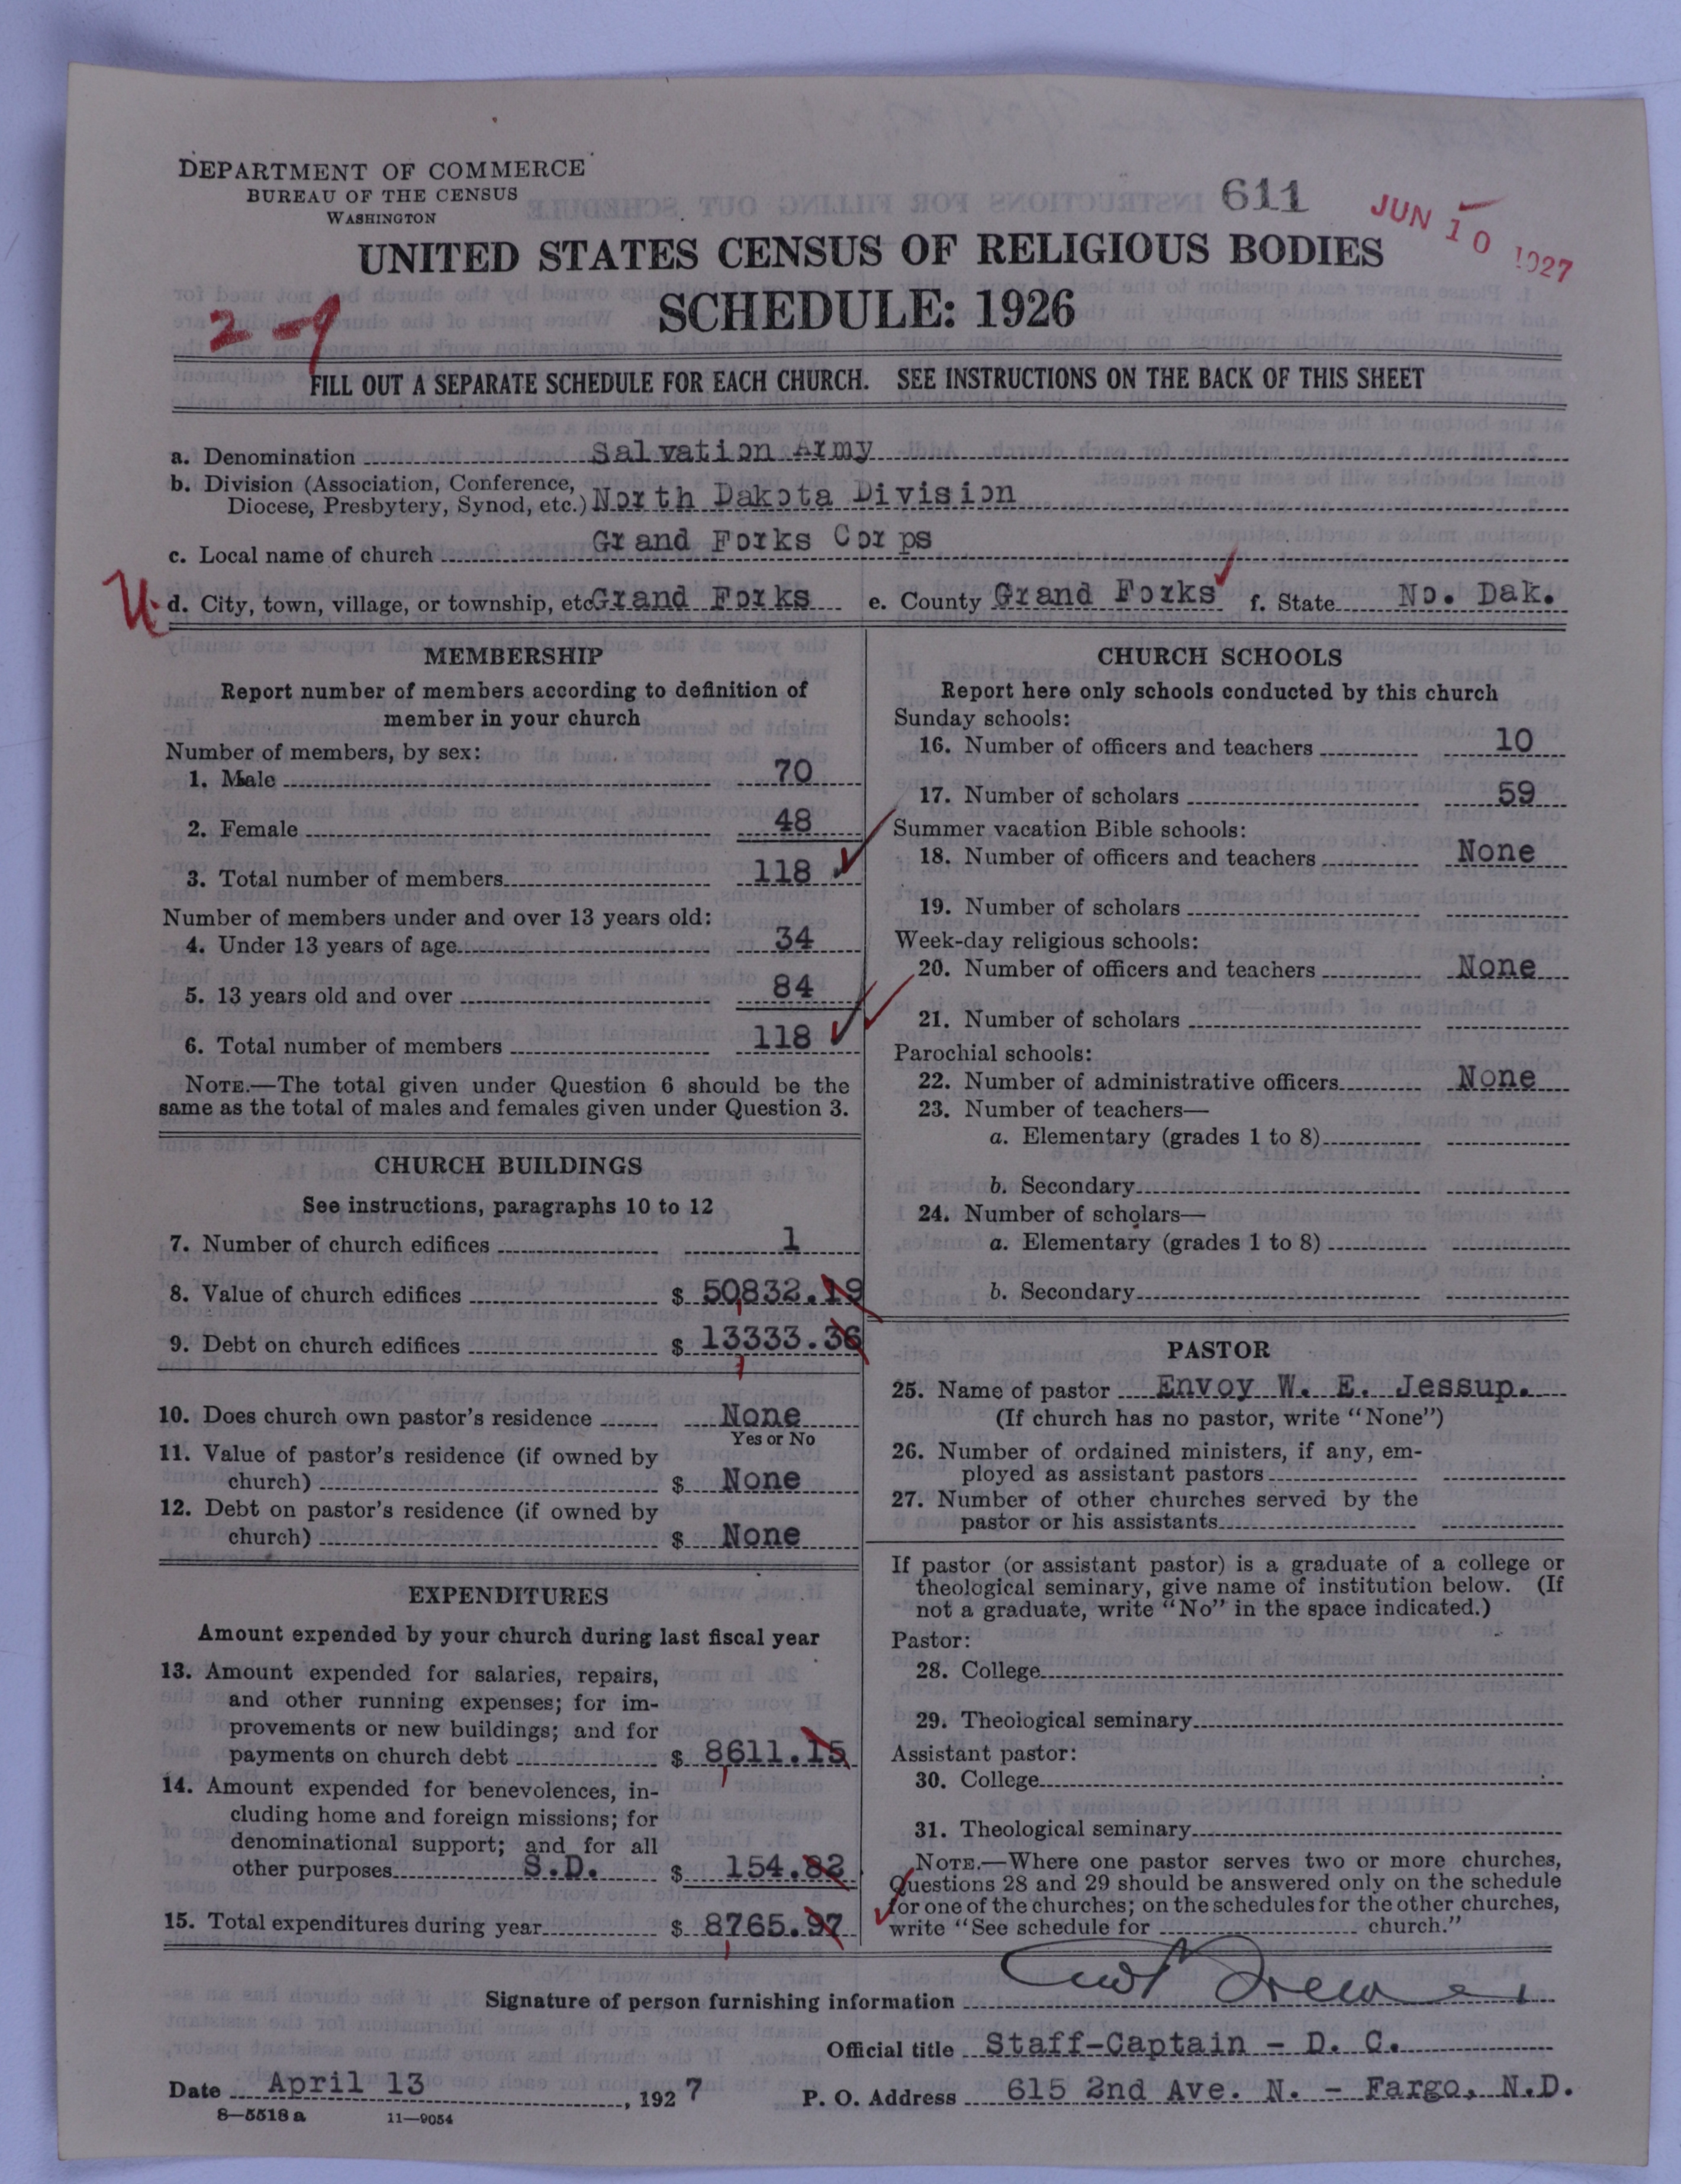 DEPARTMENT OF COMMERCE
BUREAU OF THE CENSUS
WASHINGTON
611
JUN 10 1927
UNITED STATES CENSUS OF RELIGIOUS BODIES
SCHEDULE: 1926
2-9
FILL OUT A SEPARATE SCHEDULE FOR EACH CHURCH. SEE INSTRUCTIONS ON THE BACK OF THIS SHEET
a. Denomination Salvation Army
b. Division (Association, Conference,
Diocese, Presbytery, Synod, etc.) North Dakota Division
c. Local name of church Grand Forks Corps
d. City, town, village, or township, etc. Grand Forks e. County Grand Forks f. State No. Dak.
MEMBERSHIP
Report number of members according to definition of
member in your church
Number of members, by sex:
1. Male 70
2. Female 48
3. Total number of members 118
Number of members under and over 13 years old:
4. Under 13 years of age 34
5. 13 years old and over 84
6. Total number of members 118
NOTE.—The total given under Question 6 should be the
same as the total of males and females given under Question 3.
CHURCH BUILDINGS
See instructions, paragraphs 10 to 12
7. Number of church edifices 1
8. Value of church edifices $ 50832.19
9. Debt on church edifices $ 13333.36
10. Does church own pastor's residence None
Yes or No
11. Value of pastor's residence (if owned by
church) $ None
12. Debt on pastor's residence (if owned by
church) $ None
EXPENDITURES
Amount expended by your church during last fiscal year
13. Amount expended for salaries, repairs,
and other running expenses; for im-
provements or new buildings; and for
payments on church debt $ 8611.15
14. Amount expended for benevolences, in-
cluding home and foreign missions; for
denominational support; and for all
other purposes S.D. $ 154.82
15. Total expenditures during year $ 8765.97
CHURCH SCHOOLS
Report here only schools conducted by this church
Sunday schools:
16. Number of officers and teachers 10
17. Number of scholars 59
Summer vacation Bible schools:
18. Number of officers and teachers None
19. Number of scholars
Week-day religious schools:
20. Number of officers and teachers None
21. Number of scholars
Parochial schools:
22. Number of administrative officers None
23. Number of teachers—
a. Elementary (grades 1 to 8)
b. Secondary
24. Number of scholars—
a. Elementary (grades 1 to 8)
b. Secondary
PASTOR
25. Name of pastor Envoy W. E. Jessup.
(If church has no pastor, write "None")
26. Number of ordained ministers, if any, em-
ployed as assistant pastors
27. Number of other churches served by the
pastor or his assistants
If pastor (or assistant pastor) is a graduate of a college or
theological seminary, give name of institution below. (If
not a graduate, write "No" in the space indicated.)
Pastor:
28. College
29. Theological seminary
Assistant pastor:
30. College
31. Theological seminary
NOTE.—Where one pastor serves two or more churches,
Questions 28 and 29 should be answered only on the schedule
for one of the churches; on the schedules for the other churches,
write "See schedule for church."
Signature of person furnishing information
Official title Staff-Captain - D. C.
Date April 13, 1927 P. O. Address 615 2nd Ave. N. - Fargo, N.D.
8—5518 a 11—9054